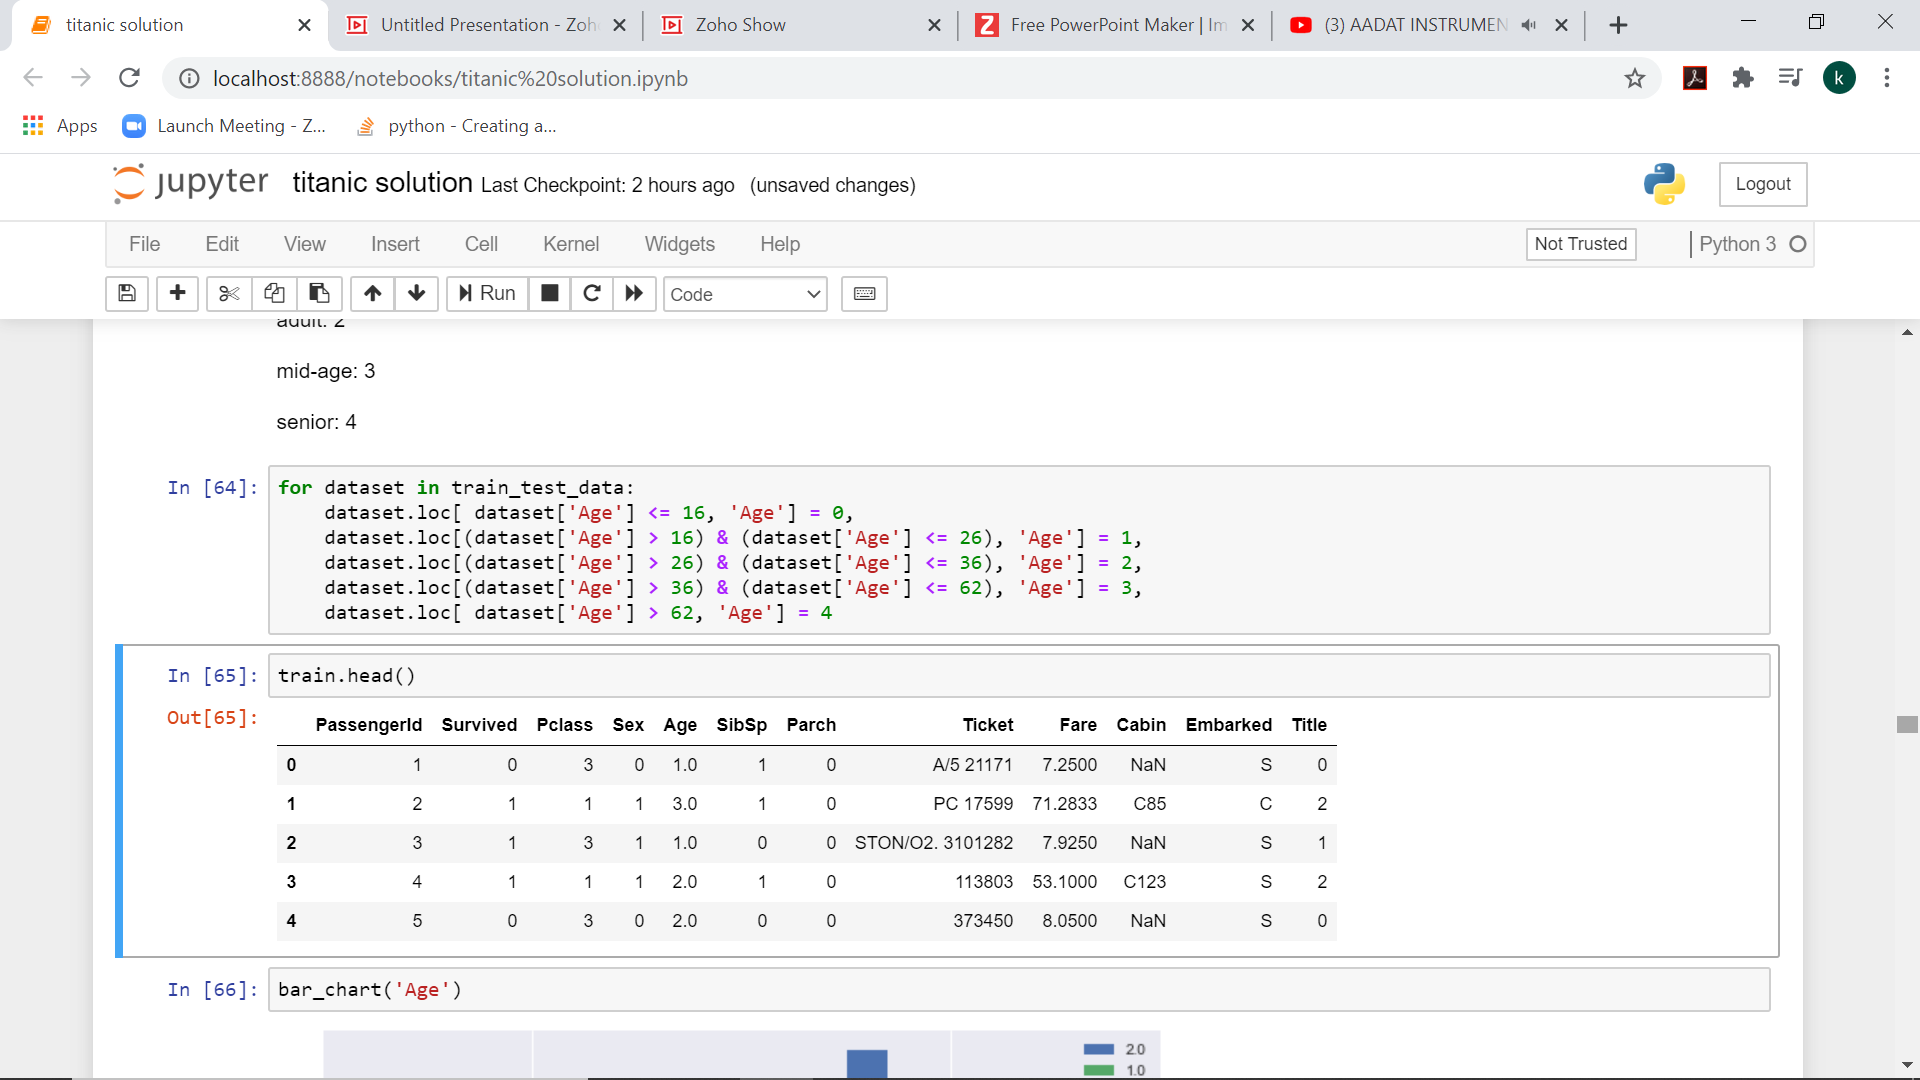 titanic solution
Untitled Presentation - Zoh
Zoho Show
Free PowerPoint Maker | Im
(3) AADAT INSTRUMEN
localhost:8888/notebooks/titanic%20solution.ipynb
k
Apps
Launch Meeting - Z...
python - Creating a...
jupyter titanic solution Last Checkpoint: 2 hours ago (unsaved changes)
Logout
File Edit View Insert Cell Kernel Widgets Help
Not Trusted
Python 3
Run
Code
adult: 2
mid-age: 3
senior: 4
In [64]: for dataset in train_test_data:
    dataset.loc[ dataset['Age'] <= 16, 'Age'] = 0,
    dataset.loc[(dataset['Age'] > 16) & (dataset['Age'] <= 26), 'Age'] = 1,
    dataset.loc[(dataset['Age'] > 26) & (dataset['Age'] <= 36), 'Age'] = 2,
    dataset.loc[(dataset['Age'] > 36) & (dataset['Age'] <= 62), 'Age'] = 3,
    dataset.loc[ dataset['Age'] > 62, 'Age'] = 4
In [65]: train.head()
Out[65]:
PassengerId Survived Pclass Sex Age SibSp Parch Ticket Fare Cabin Embarked Title
0 1 0 3 0 1.0 1 0 A/5 21171 7.2500 NaN S 0
1 2 1 1 1 3.0 1 0 PC 17599 71.2833 C85 C 2
2 3 1 3 1 1.0 0 0 STON/O2. 3101282 7.9250 NaN S 1
3 4 1 1 1 2.0 1 0 113803 53.1000 C123 S 2
4 5 0 3 0 2.0 0 0 373450 8.0500 NaN S 0
In [66]: bar_chart('Age')
2.0
1.0